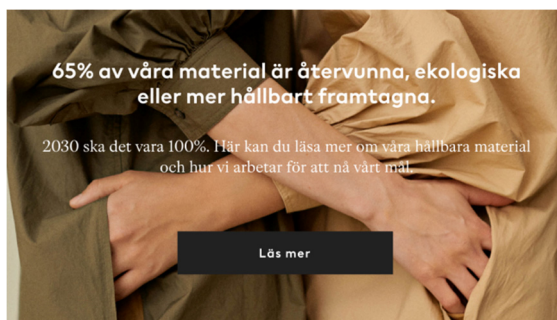 65% av våra material är återvunna, ekologiska
eller mer hållbart framtagna.
2030 ska det vara 100%. Här kan du läsa mer om våra hållbara material
och hur vi arbetar för att nå vårt mål.
Läs mer